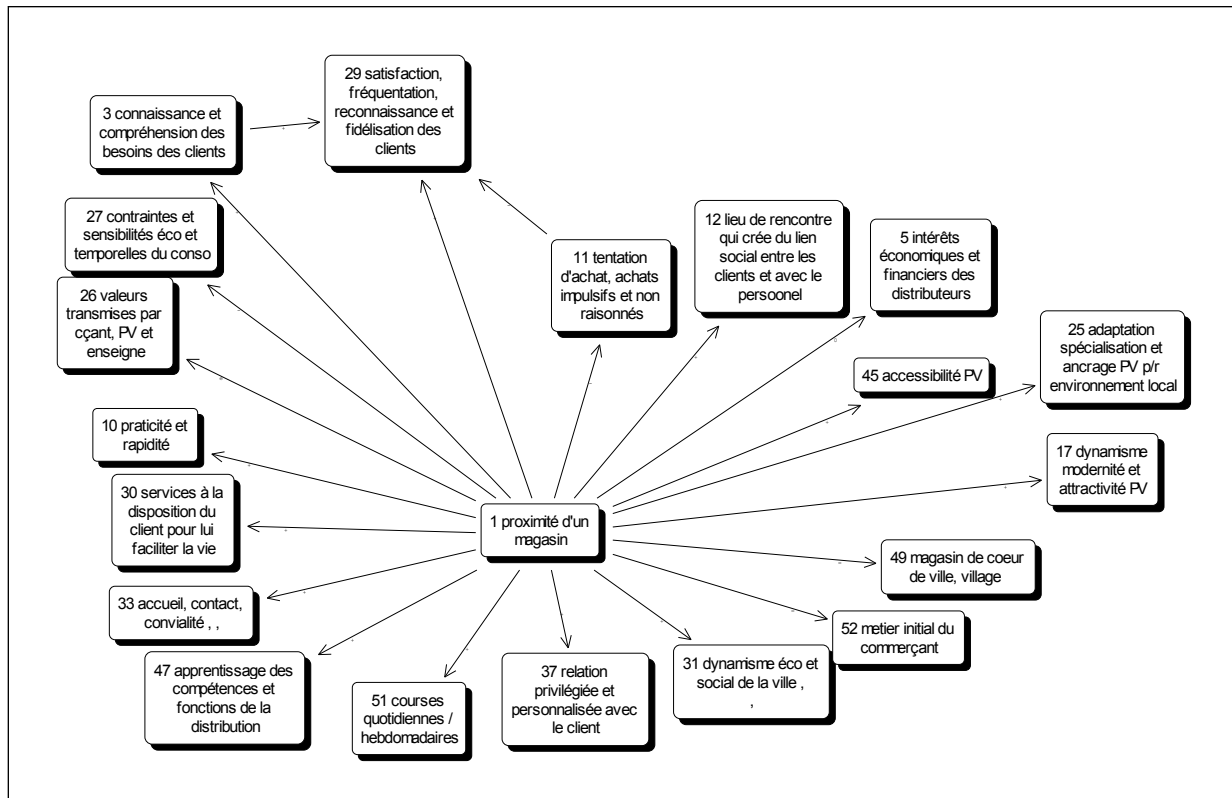 29 satisfaction,
fréquentation,
reconnaissance et
fidélisation des
clients
3 connaissance et
compréhension des
besoins des clients
27 contraintes et
sensibilités éco et
temporelles du conso
26 valeurs
transmises par
cçant, PV et
enseigne
11 tentation
d'achat, achats
impulsifs et non
raisonnés
12 lieu de rencontre
qui crée du lien
social entre les
clients et avec le
persoonel
5 intérêts
économiques et
financiers des
distributeurs
25 adaptation
spécialisation et
ancrage PV p/r
environnement local
45 accessibilité PV
10 praticité et
rapidité
17 dynamisme
modernité et
attractivité PV
30 services à la
disposition du
client pour lui
faciliter la vie
1 proximité d'un
magasin
49 magasin de coeur
de ville, village
33 accueil, contact,
convialité , ,
52 metier initial du
commerçant
47 apprentissage des
compétences et
fonctions de la
distribution
51 courses
quotidiennes /
hebdomadaires
37 relation
privilégiée et
personnalisée avec
le client
31 dynamisme éco et
social de la ville ,
,